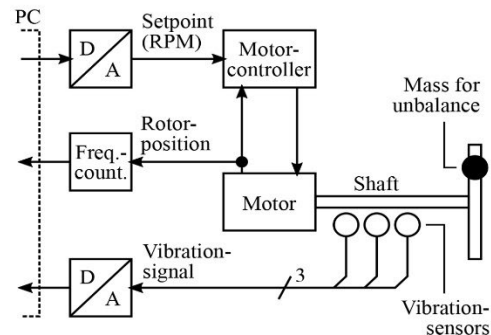 PC
D
A
Setpoint
(RPM)
Motor-
controller
Mass for
unbalance
Freq.-
count.
Rotor-
position
Motor
Shaft
D
A
Vibration-
signal
3
Vibration-
sensors